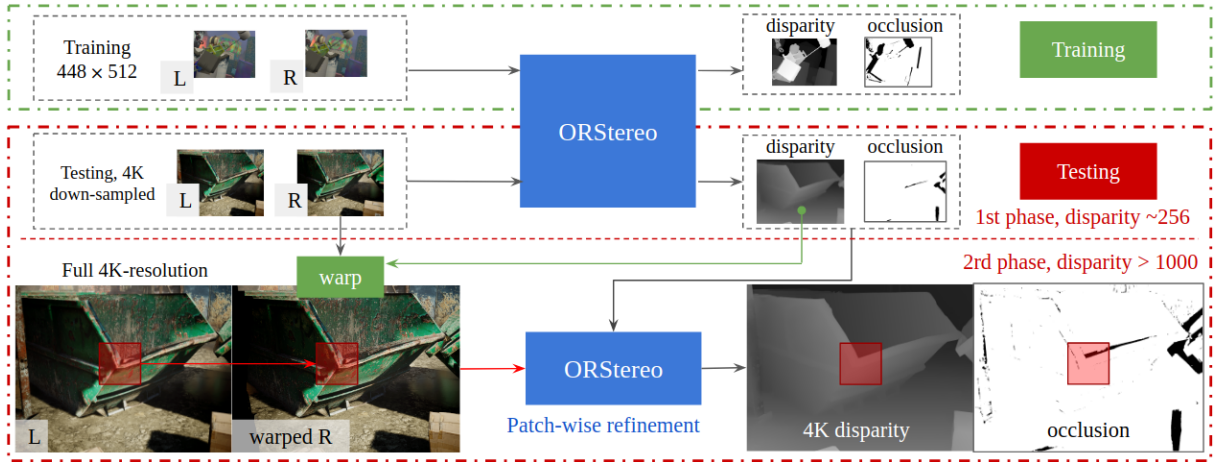 Training
448 × 512
L
R
ORStereo
disparity
occlusion
Training
Testing, 4K
down-sampled
L
R
disparity
occlusion
Testing
1st phase, disparity ~256
2rd phase, disparity > 1000
Full 4K-resolution
warp
L
warped R
ORStereo
Patch-wise refinement
4K disparity
occlusion